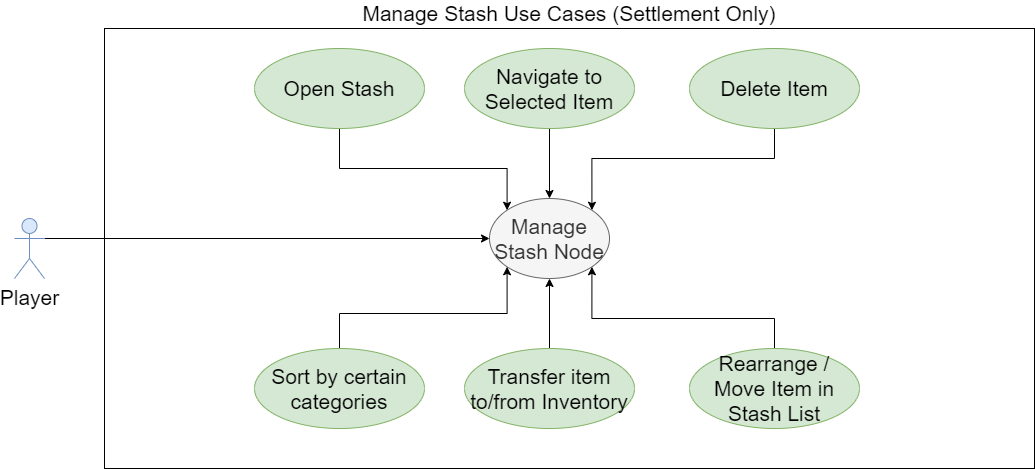 Manage Stash Use Cases (Settlement Only)
Open Stash
Navigate to
Selected Item
Delete Item
Manage
Stash Node
Player
Sort by certain
categories
Transfer item
to/from Inventory
Rearrange /
Move Item in
Stash List